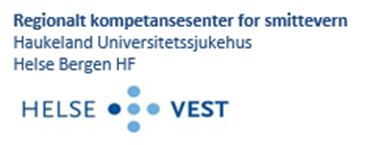 Regionalt kompetansesenter for smittevern
Haukeland Universitetssjukehus
Helse Bergen HF
HELSE VEST